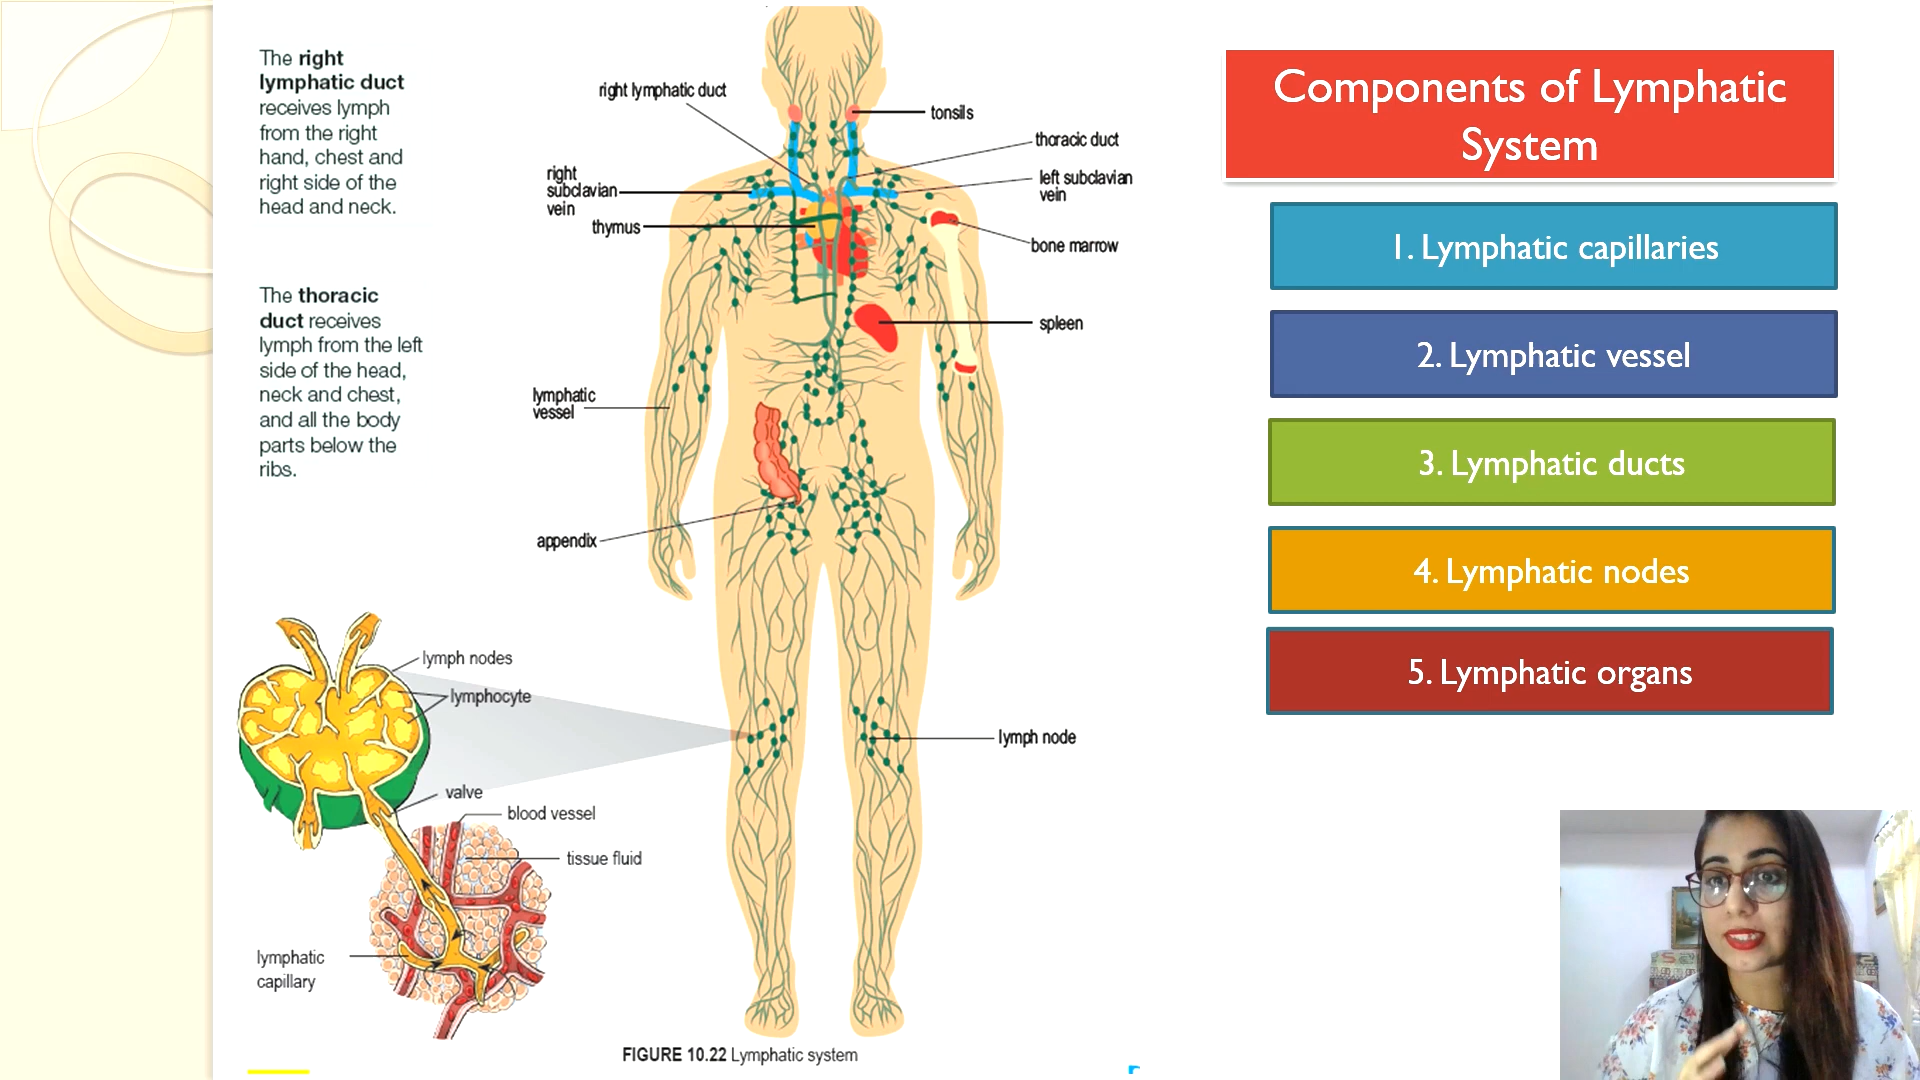 The right
lymphatic duct
receives lymph
from the right
hand, chest and
right side of the
head and neck.
The thoracic
duct receives
lymph from the left
side of the head,
neck and chest,
and all the body
parts below the
ribs.
right lymphatic duct
tonsils
thoracic duct
right
subclavian
vein
left subclavian
vein
thymus
bone marrow
spleen
lymphatic
vessel
appendix
lymph nodes
lymphocyte
lymph node
valve
blood vessel
tissue fluid
lymphatic
capillary
FIGURE 10.22 Lymphatic system
Components of Lymphatic
System
1. Lymphatic capillaries
2. Lymphatic vessel
3. Lymphatic ducts
4. Lymphatic nodes
5. Lymphatic organs